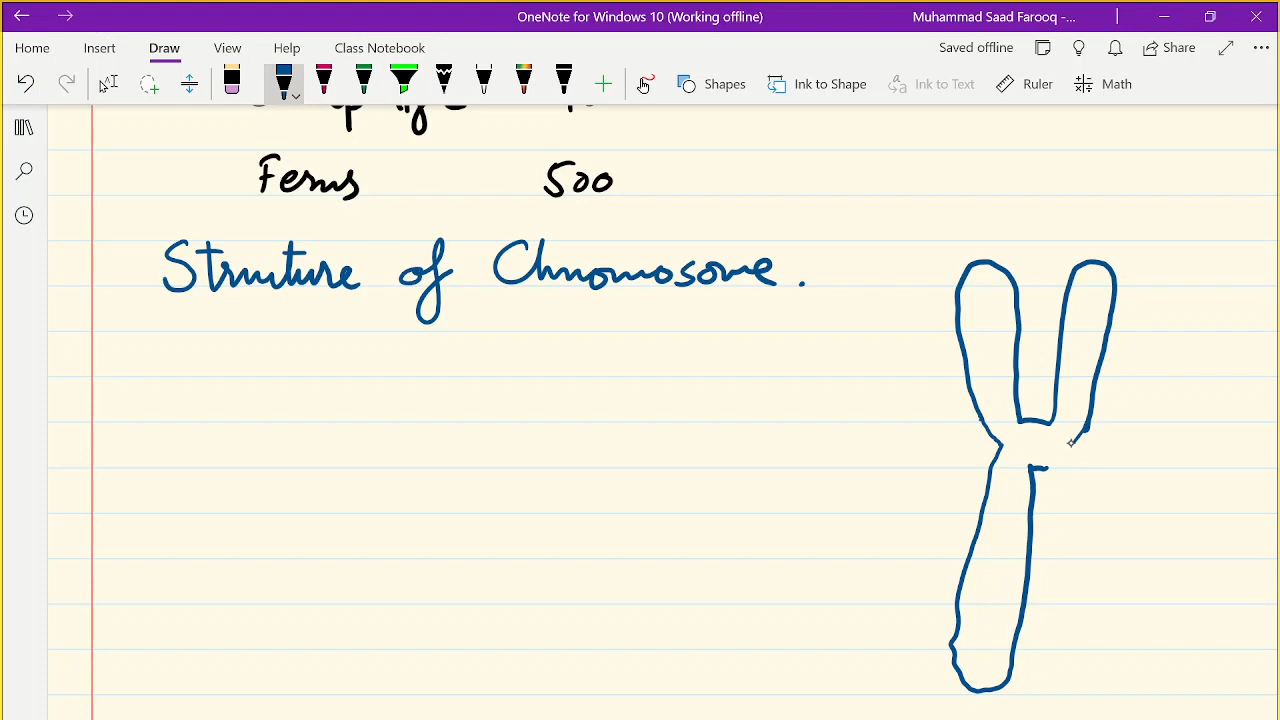 OneNote for Windows 10 (Working offline) Muhammad Saad Farooq -...
Home Insert Draw View Help Class Notebook Saved offline Share
Shapes Ink to Shape Ink to Text Ruler Math
Ferns 500
Struture of Chromosome.